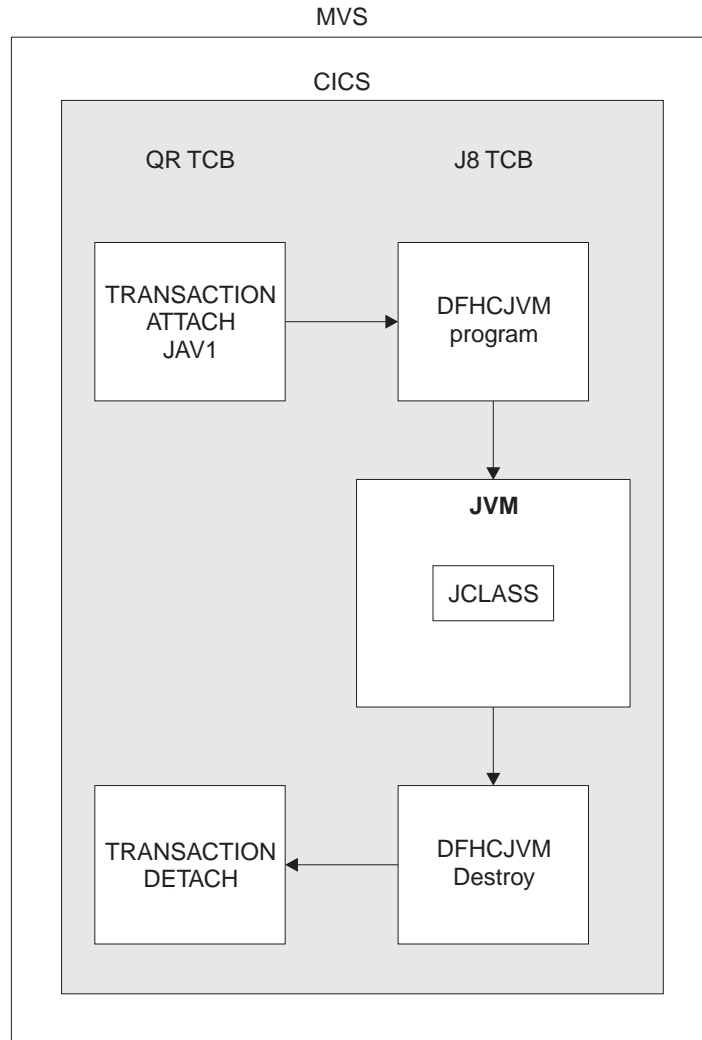 MVS
CICS
QR TCB
J8 TCB
TRANSACTION
ATTACH
JAV1
DFHCJVM
program
JVM
JCLASS
TRANSACTION
DETACH
DFHCJVM
Destroy